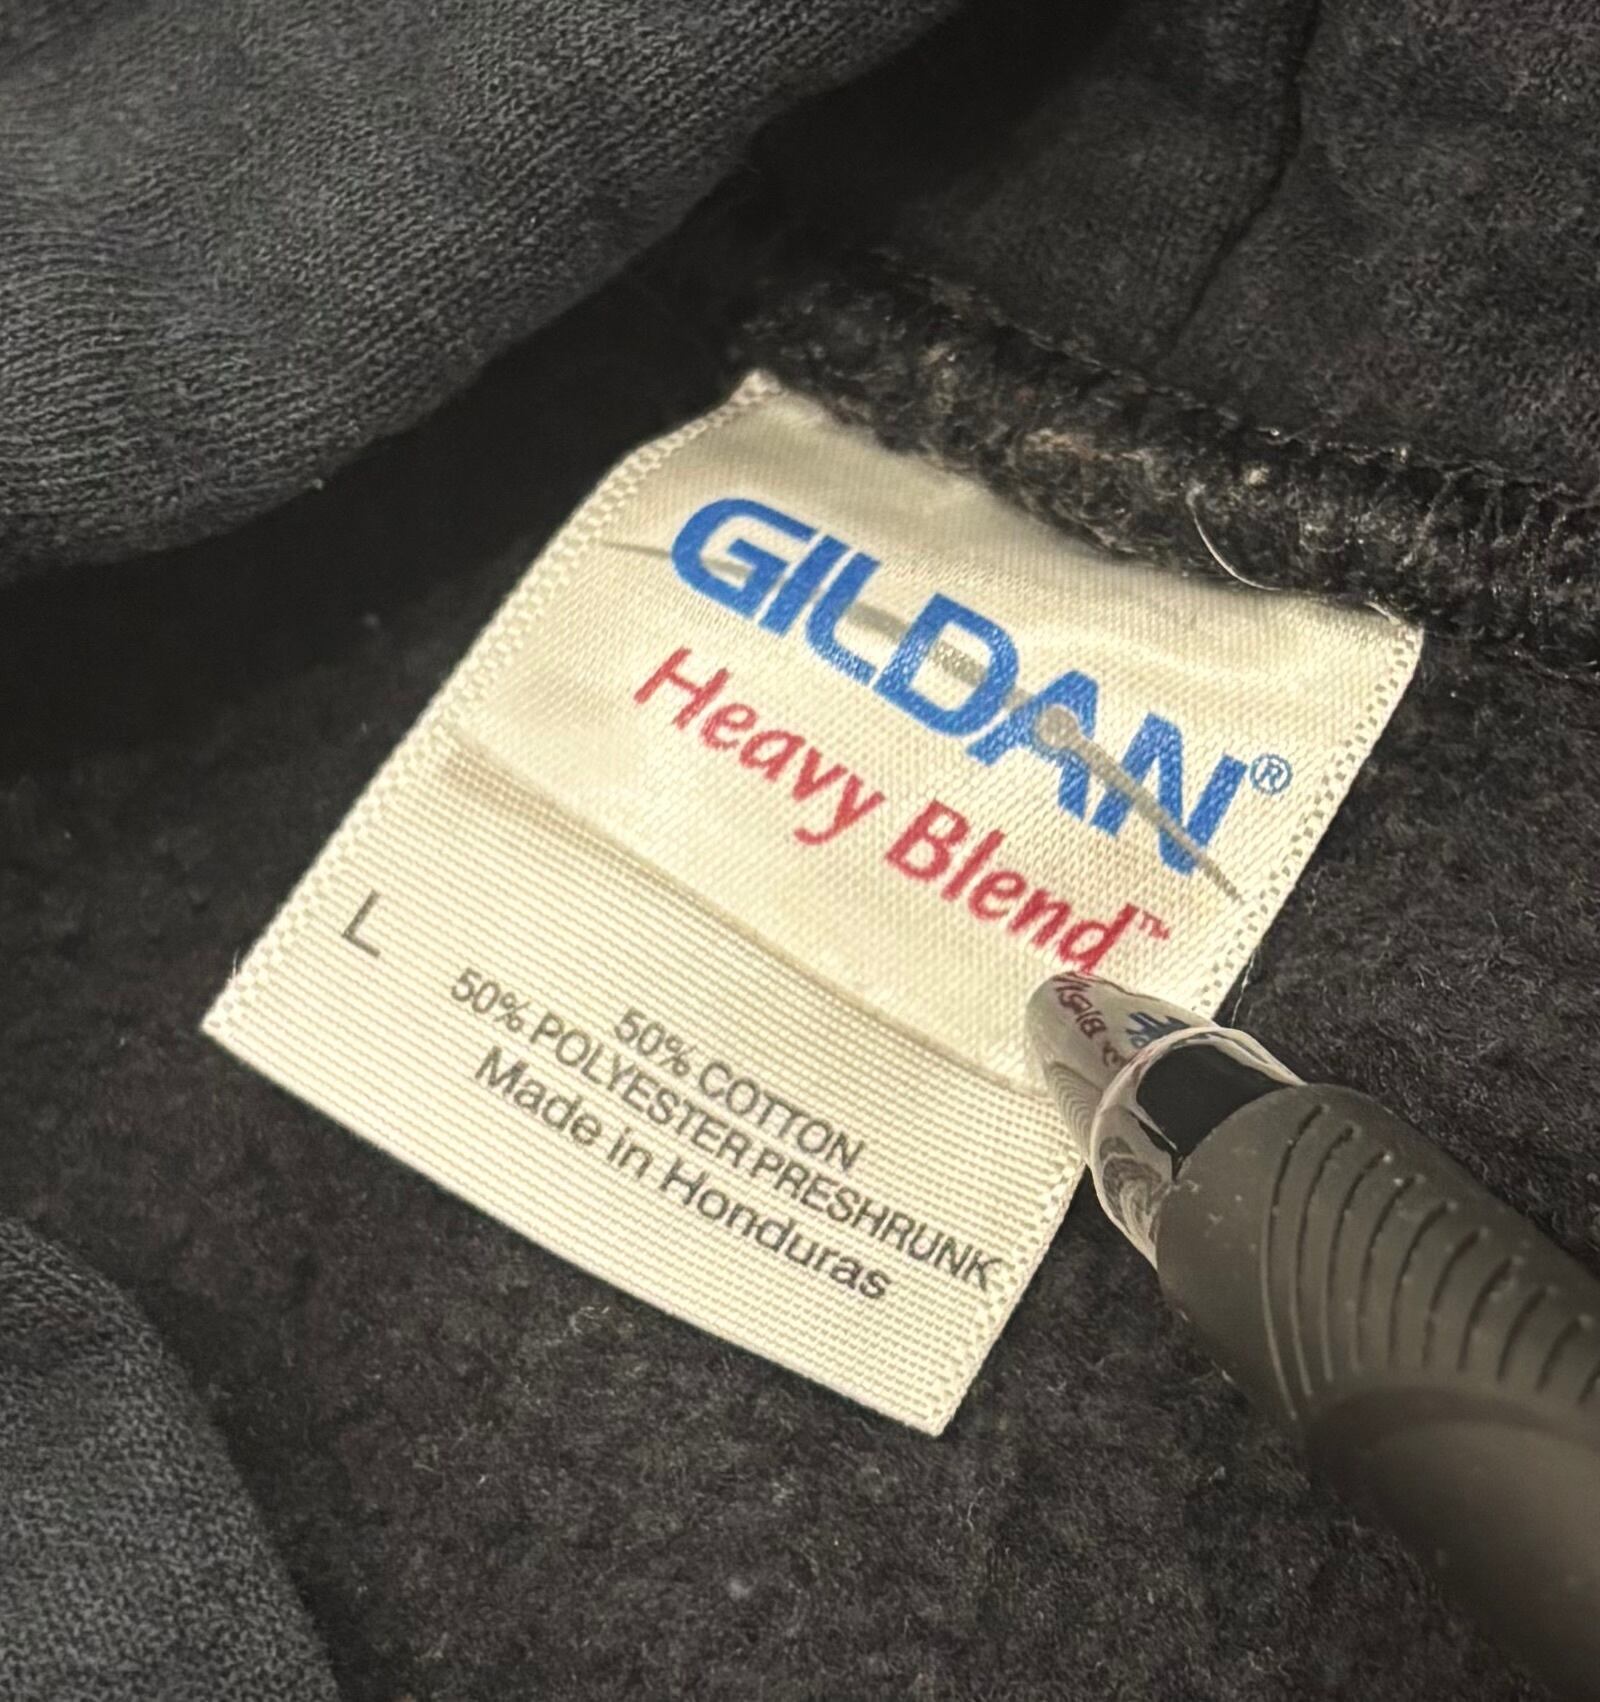 GILDAN®
Heavy Blend™
L
50% COTTON
50% POLYESTER PRESHRUNK
Made in Honduras